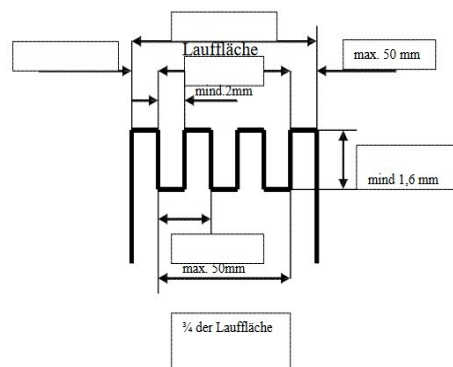 Lauffläche
max. 50 mm
mind.2mm
mind 1,6 mm
max. 50mm
¾ der Lauffläche